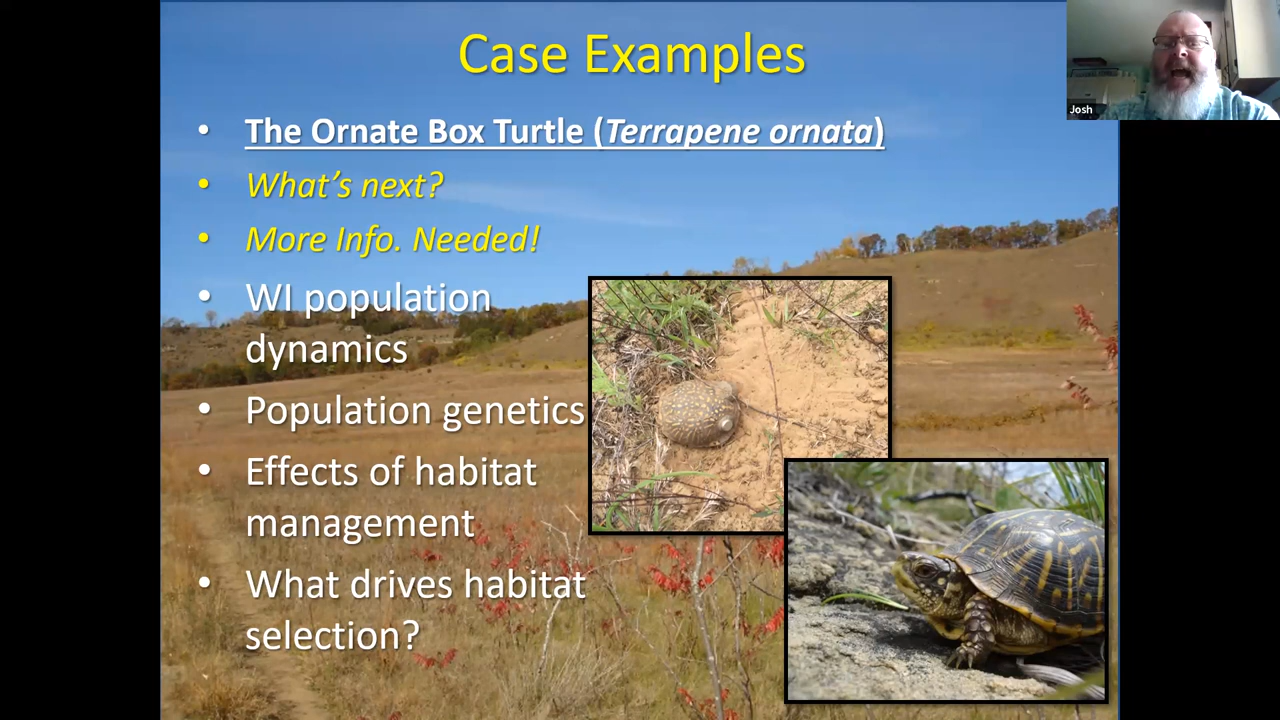 Case Examples
Josh
• The Ornate Box Turtle (Terrapene ornata)
• What's next?
• More Info. Needed!
• WI population
dynamics
• Population genetics
• Effects of habitat
management
• What drives habitat
selection?